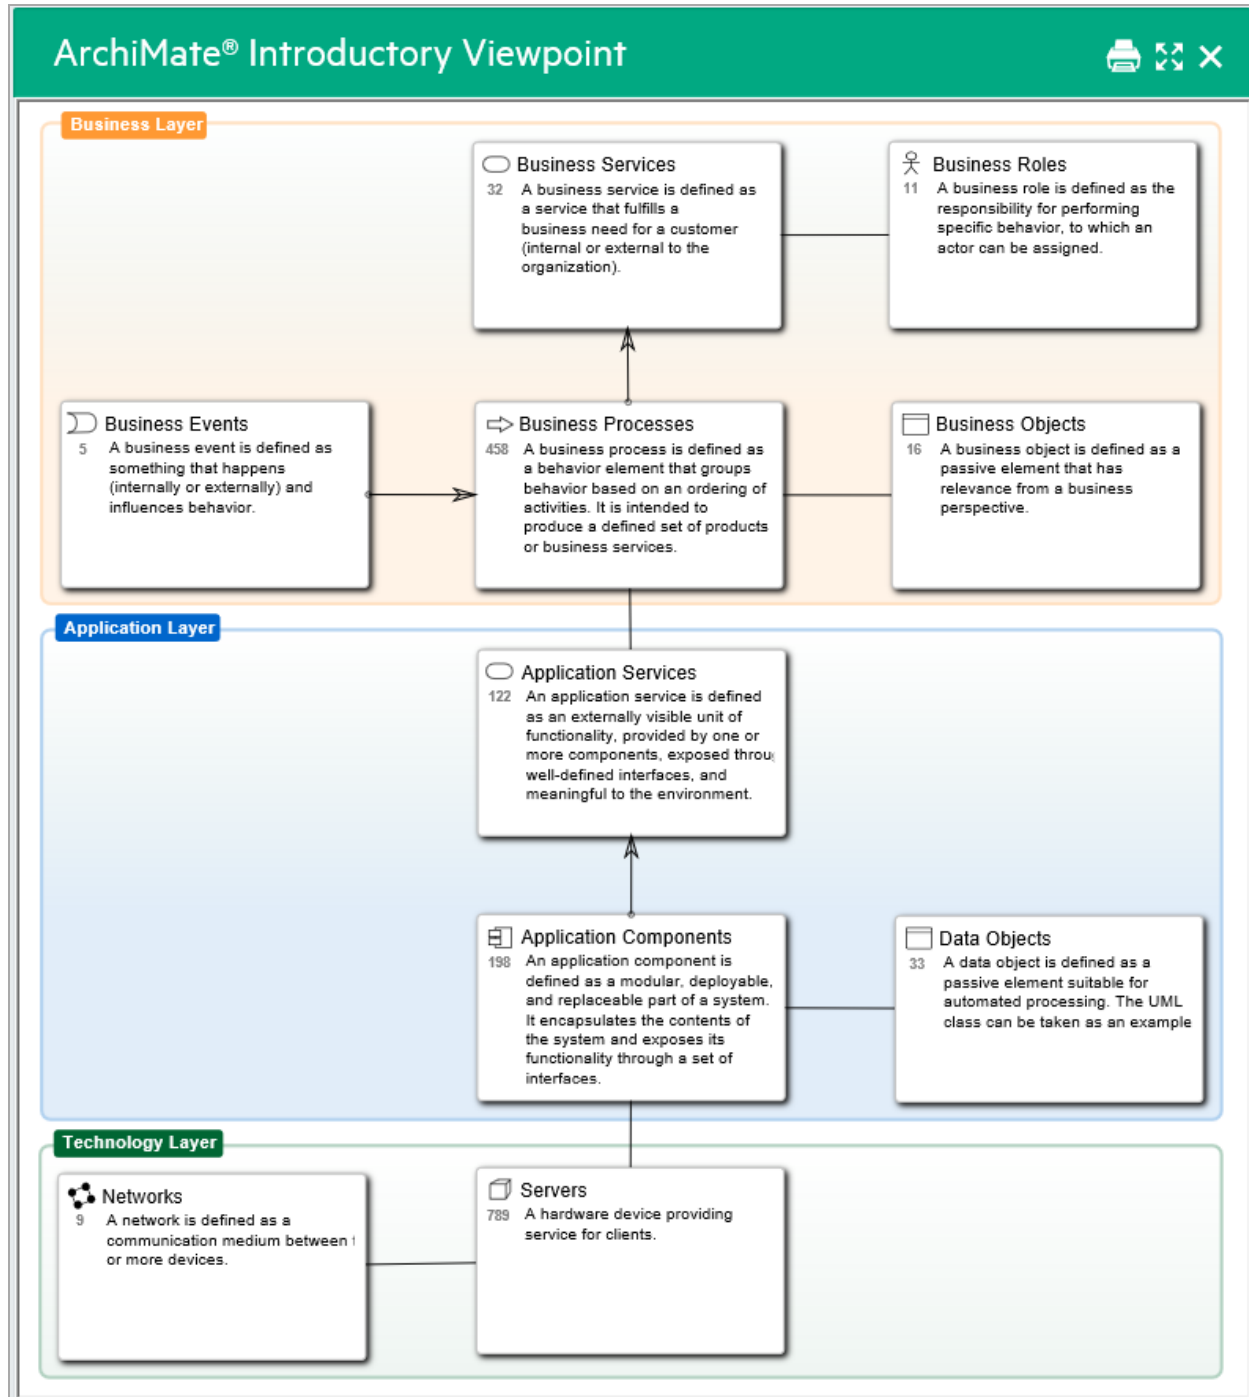 ArchiMate® Introductory Viewpoint
Business Layer
Business Services
32
A business service is defined as
a service that fulfills a
business need for a customer
(internal or external to the
organization).
Business Roles
11
A business role is defined as the
responsibility for performing
specific behavior, to which an
actor can be assigned.
Business Events
5
A business event is defined as
something that happens
(internally or externally) and
influences behavior.
Business Processes
458
A business process is defined as
a behavior element that groups
behavior based on an ordering of
activities. It is intended to
produce a defined set of products
or business services.
Business Objects
16
A business object is defined as a
passive element that has
relevance from a business
perspective.
Application Layer
Application Services
122
An application service is defined
as an externally visible unit of
functionality, provided by one or
more components, exposed
well-defined interfaces, and
meaningful to the environment.
Application Components
198
An application component is
defined as a modular, deployable,
and replaceable part of a system.
It encapsulates the contents of
the system and exposes its
functionality through a set of
interfaces.
Data Objects
33
A data object is defined as a
passive element suitable for
automated processing. The UML
class can be taken as an example
Technology Layer
Networks
9
A network is defined as a
communication medium between
or more devices.
Servers
789
A hardware device providing
service for clients.